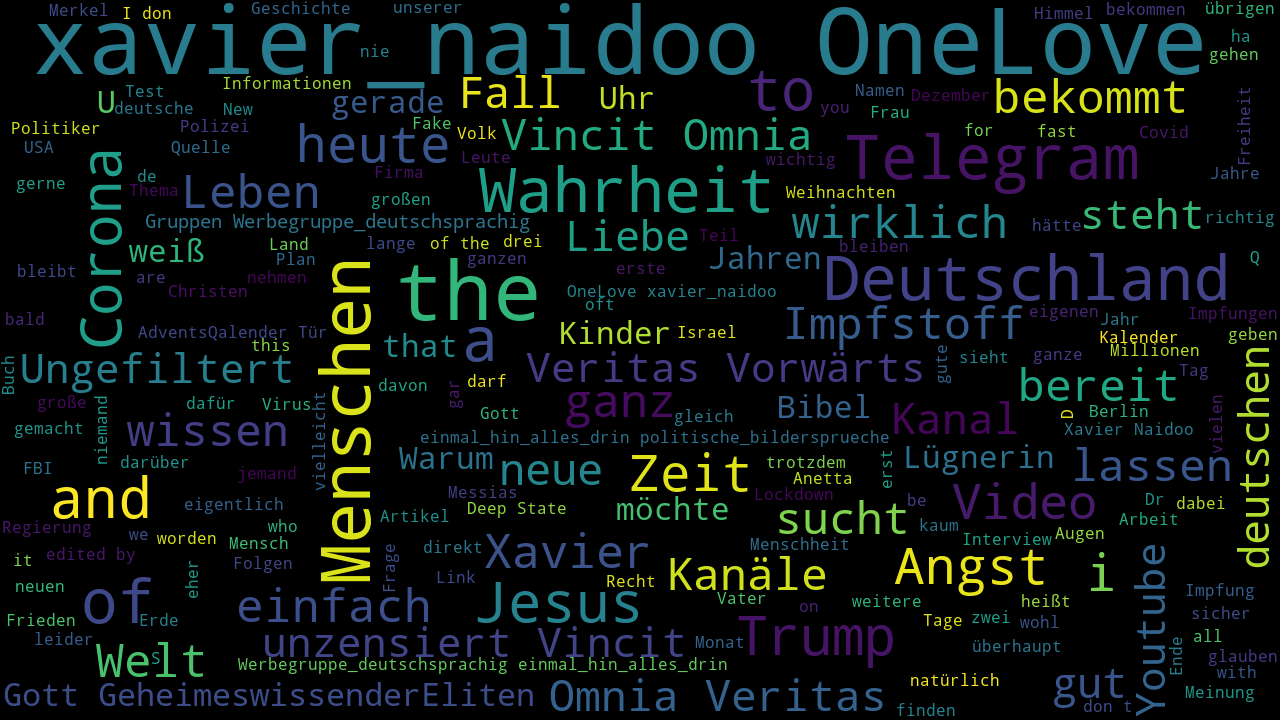 Merkel I don Geschichte unserer Himmel bekommen übrigen
xavier_naidoo OneLove
nie ha
gehen
Test Informationen
U deutsche New gerade Fall Uhr to you Namen Dezember bekommt
Frau
Politiker Polizei heute Fake Volk Vincit Omnia for fast Covid Freiheit
USA Quelle Leute wichtig Telegram
gerne de Thema Leben Firma Wahrheit Weihnachten Jahre
großen
Corona Gruppen Werbegruppe_deutschsprachig wirklich hätte steht richtig
weiß Land lange of the drei Liebe Teil bleiben
Plan ganzen Jahren Q
bleibt are nehmen erste Deutschland
Christen the OneLove xavier_naidoo
oft eigenen Impfungen
bald AdventsQalender Tür Menschen Kinder Israel Impfstoff Jahr
this that a Kalender geben
Buch Ungefiltert Veritas Vorwärts gute sieht ganze Millionen
davon gar darf Tag
große niemand dafür Virus vielleicht Gott ganz gleich Bibel Kanal bereit D Berlin vielen deutschen
gemacht wissen einmal_hin_alles_drin politische_bildersprueche Xavier Naidoo
FBI darüber Warum neue Zeit trotzdem erst Lügnerin lassen
jemand Anetta
and eigentlich Messias Deep State möchte Lockdown sucht be Video Dr dabei
Regierung we worden who Artikel kaum Arbeit
it edited by Mensch Frage direkt Xavier Menschheit Interview Augen
Folgen Link Recht Kanäle Angst i Youtube
neuen of eher einfach Jesus Vater on weitere heißt Impfung
Frieden Erde Tage zwei wohl sicher
leider unzensiert Vincit Monat Trump überhaupt Ende all
Welt S Werbegruppe_deutschsprachig einmal_hin_alles_drin glauben
natürlich gut with
Gott GeheimeswissenderEliten Omnia Veritas finden don t Meinung